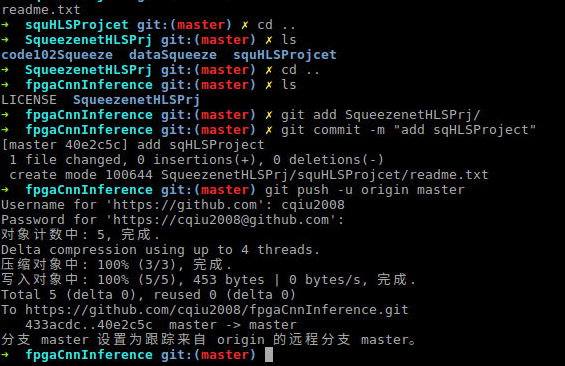 readme.txt
➜  squHLSProjcet git:(master) ✗ cd ..
➜  SqueezenetHLSPrj git:(master) ✗ ls
code102Squeeze  dataSqueeze  squHLSProjcet
➜  SqueezenetHLSPrj git:(master) ✗ cd ..
➜  fpgaCnnInference git:(master) ✗ ls
LICENSE  SqueezenetHLSPrj
➜  fpgaCnnInference git:(master) ✗ git add SqueezenetHLSPrj/
➜  fpgaCnnInference git:(master) ✗ git commit -m "add sqHLSProject"
[master 40e2c5c] add sqHLSProject
 1 file changed, 0 insertions(+), 0 deletions(-)
 create mode 100644 SqueezenetHLSPrj/squHLSProjcet/readme.txt
➜  fpgaCnnInference git:(master) git push -u origin master
Username for 'https://github.com': cqiu2008
Password for 'https://cqiu2008@github.com':
对象计数中: 5, 完成.
Delta compression using up to 4 threads.
压缩对象中: 100% (3/3), 完成.
写入对象中: 100% (5/5), 453 bytes | 0 bytes/s, 完成.
Total 5 (delta 0), reused 0 (delta 0)
To https://github.com/cqiu2008/fpgaCnnInference.git
   433acdc..40e2c5c  master -> master
分支 master 设置为跟踪来自 origin 的远程分支 master。
➜  fpgaCnnInference git:(master)